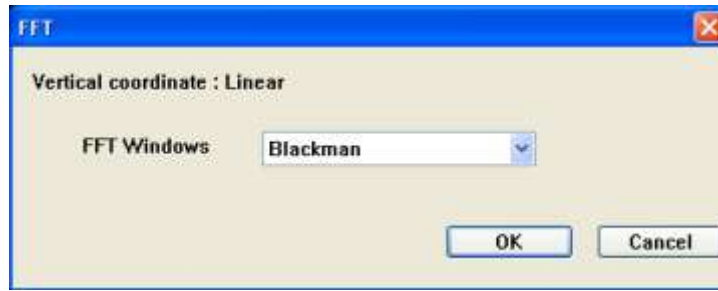 FFT
Vertical coordinate : Linear
FFT Windows Blackman
OK Cancel